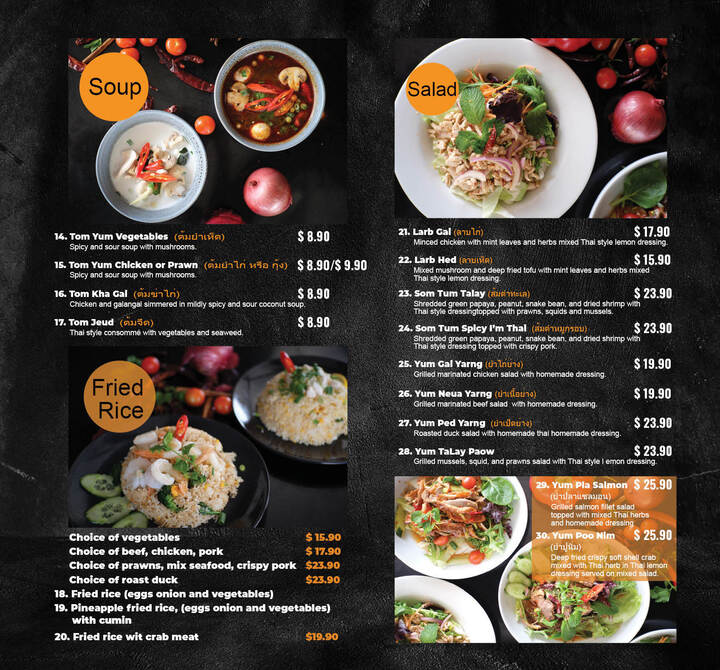 Soup
14. Tom Yum Vegetables (ต้มยำเห็ด) $ 8.90
Spicy and sour soup with mushrooms.
15. Tom Yum Chicken or Prawn (ต้มยำไก่ หรือ กุ้ง) $ 8.90/$ 9.90
Spicy and sour soup with mushrooms.
16. Tom Kha Gal (ต้มข่าไก่) $ 8.90
Chicken and galangal simmered in mildly spicy and sour coconut soup.
17. Tom Jeud (ต้มจืด) $ 8.90
Thai style consommé with vegetables and seaweed.
Fried
Rice
Choice of vegetables $ 15.90
Choice of beef, chicken, pork $ 17.90
Choice of prawns, mix seafood, crispy pork $23.90
Choice of roast duck $23.90
18. Fried rice (eggs onion and vegetables)
19. Pineapple fried rice, (eggs onion and vegetables)
with cumin
20. Fried rice wit crab meat $19.90
Salad
21. Larb Gal (ลาบไก่) $ 17.90
Minced chicken with mint leaves and herbs mixed Thai style lemon dressing.
22. Larb Hed (ลาบเห็ด) $ 15.90
Mixed mushroom and deep fried tofu with mint leaves and herbs mixed
Thai style lemon dressing.
23. Som Tum Talay (ส้มตำทะเล) $ 23.90
Shredded green papaya, peanut, snake bean, and dried shrimp with
Thai style dressingtopped with prawns, squids and mussels.
24. Som Tum Spicy I'm Thal (ส้มตำหมูกรอบ) $ 23.90
Shredded green papaya, peanut, snake bean, and dried shrimp with
Thai style dressing topped with crispy pork.
25. Yum Gal Yarng (ยำไก่ย่าง) $ 19.90
Grilled marinated chicken salad with homemade dressing.
26. Yum Neua Yarng (ยำเนื้อย่าง) $ 19.90
Grilled marinated beef salad with homemade dressing.
27. Yum Ped Yarng (ยำเป็ดย่าง) $ 23.90
Roasted duck salad with homemade thai homemade dressing.
28. Yum TaLay Paow $ 23.90
Grilled mussels, squid, and prawns salad with Thai style l emon dressing.
29. Yum Pla Salmon $ 25.90
(ยำปลาแซลมอน)
Grilled salmon fillet salad
topped with mixed Thai herbs
and homemade dressing
30. Yum Poo Nim $ 25.90
(ยำปูนิ่ม)
Deep fried crispy soft shell crab
mixed with Thai herb in Thai lemon
dressing served on mixed salad.